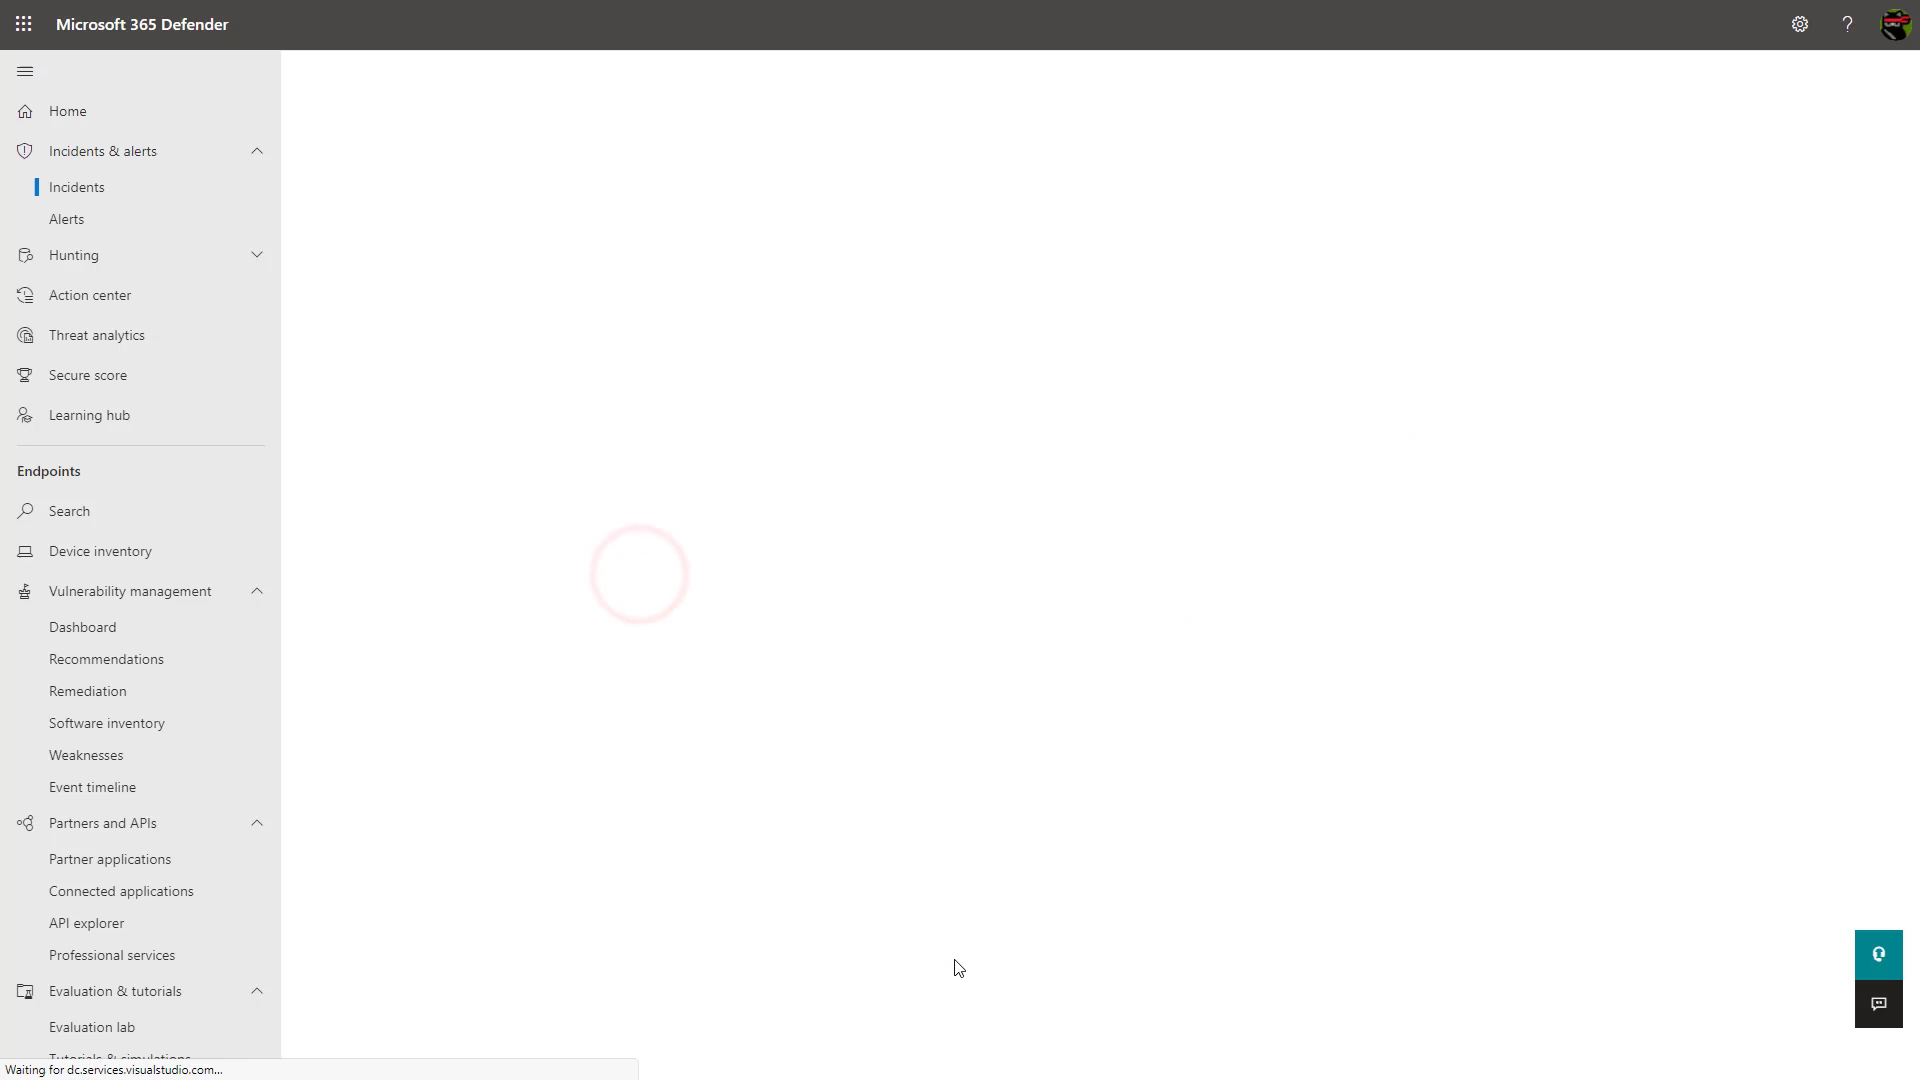 Microsoft 365 Defender
?
Home
Incidents & alerts
Incidents
Alerts
Hunting
Action center
Threat analytics
Secure score
Learning hub
Endpoints
Search
Device inventory
Vulnerability management
Dashboard
Recommendations
Remediation
Software inventory
Weaknesses
Event timeline
Partners and APIs
Partner applications
Connected applications
API explorer
Professional services
Evaluation & tutorials
Evaluation lab
Tutorials & simulations
Waiting for dc.services.visualstudio.com...